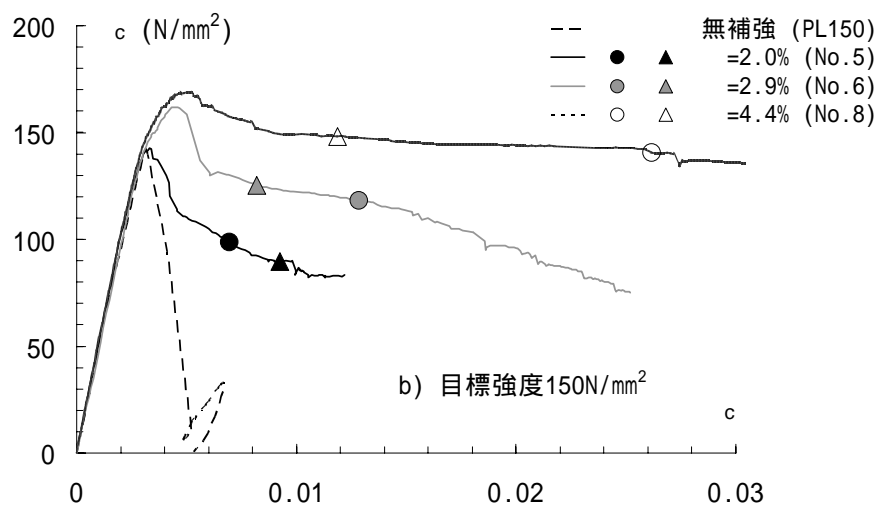 200
c (N/mm²)
無補強 (PL150)
=2.0% (No.5)
=2.9% (No.6)
=4.4% (No.8)
150
100
50
b) 目標強度150N/mm²
c
0
0 0.01 0.02 0.03